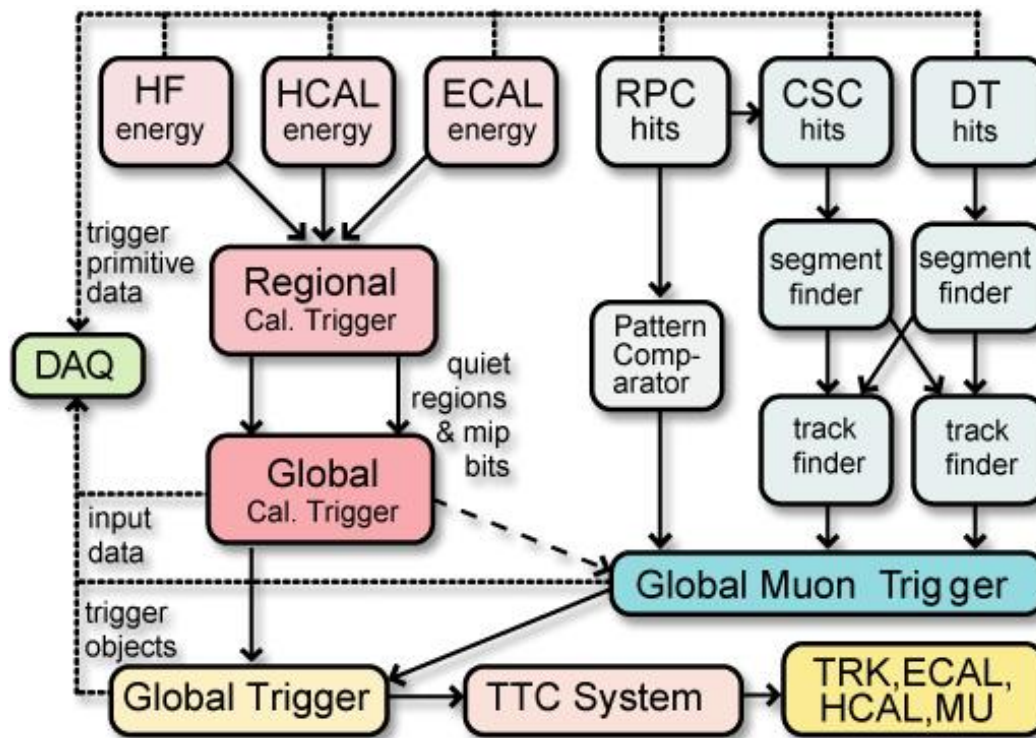 HF
energy
HCAL
energy
ECAL
energy
RPC
hits
CSC
hits
DT
hits
trigger
primitive
data
Regional
Cal. Trigger
segment
finder
segment
finder
DAQ
quiet
regions
& mip
bits
Pattern
Comp-
arator
Global
Cal. Trigger
track
finder
track
finder
input
data
Global Muon Trigger
trigger
objects
Global Trigger
TTC System
TRK,ECAL,
HCAL,MU